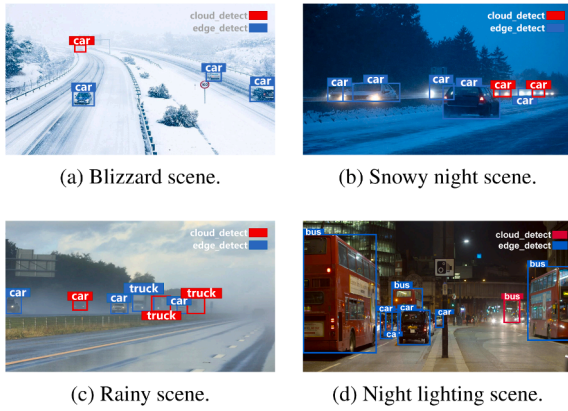 cloud_detect
edge_detect
car
car
car
car
(a) Blizzard scene.
cloud_detect
edge_detect
car
car
car
car
car
car
car
(b) Snowy night scene.
cloud_detect
edge_detect
truck
truck
car
car
car
car
truck
(c) Rainy scene.
cloud_detect
edge_detect
bus
bus
bus
bus
car
car
car
ca
(d) Night lighting scene.